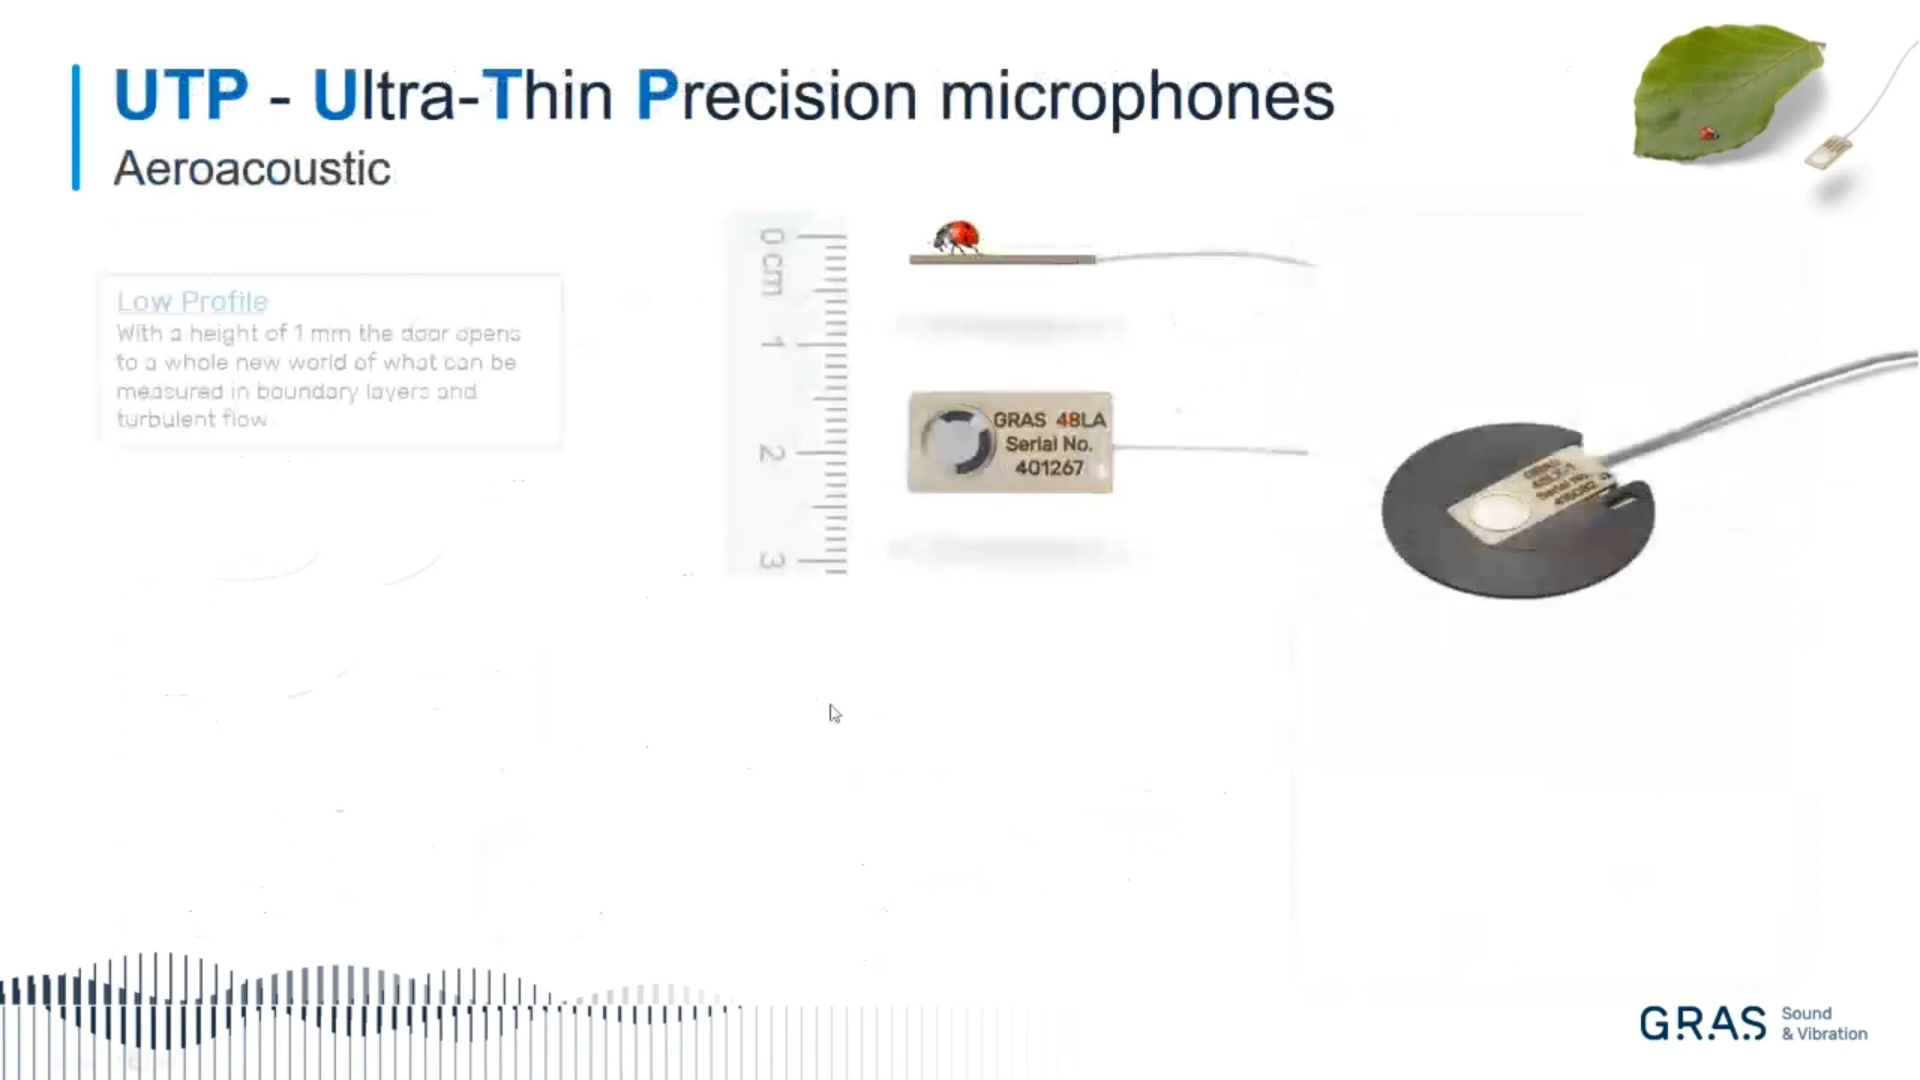 UTP - Ultra-Thin Precision microphones
Aeroacoustic
Low Profile
With a height of 1 mm the door opens
to a whole new world of what can be
measured in boundary layers and
turbulent flow
0 cm
1
2
3
GRAS 48LA
Serial No.
401267
Serial No.
GRAS Sound
& Vibration